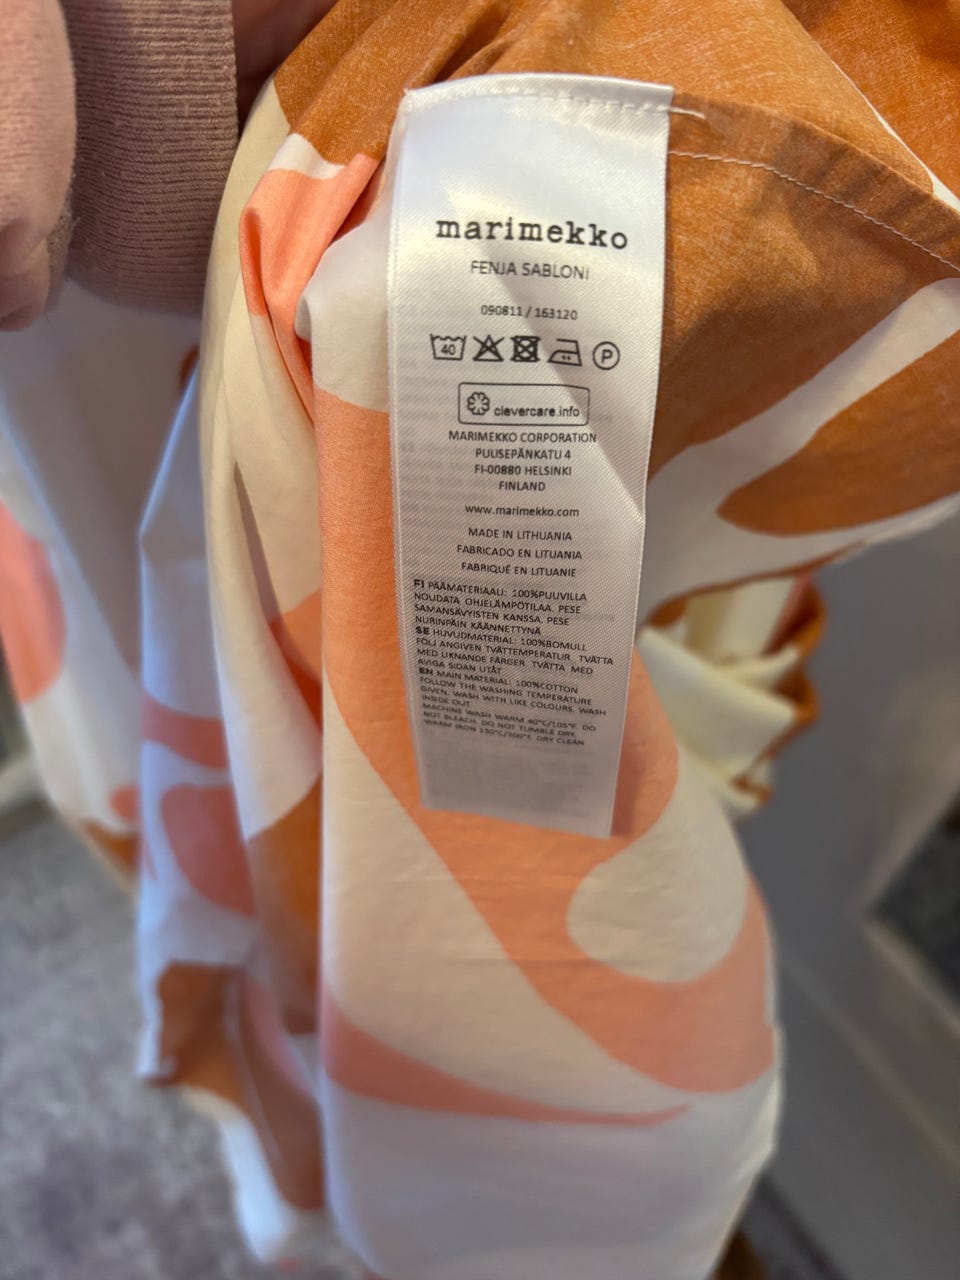 marimekko
FENJA SABLONI
090811 / 163120
40 P
clevercare.info
MARIMEKKO CORPORATION
PUUSEPÄNKATU 4
FI-00880 HELSINKI
FINLAND
www.marimekko.com
MADE IN LITHUANIA
FABRICADO EN LITUANIA
FABRIQUÉ EN LITUANIE
FI PÄÄMATERIAALI: 100%PUUVILLA
NOUDATA OHJELÄMPÖTILAA. PESE
SAMANSÄVYISTEN KANSSA. PESE
NURINPÄIN KÄÄNNETTYNÄ
SE HUVUDMATERIAL: 100%BOMULL
FÖLJ ANGIVEN TVÄTTEMPERATUR. TVÄTTA
MED LIKNANDE FÄRGER. TVÄTTA MED
AVIGA SIDAN UTÅT
EN MAIN MATERIAL: 100%COTTON
FOLLOW THE WASHING TEMPERATURE
GIVEN. WASH WITH LIKE COLOURS. WASH
INSIDE OUT
MACHINE WASH WARM 40°C/105°F. DO
NOT BLEACH. DO NOT TUMBLE DRY.
WARM IRON 150°C/300°F. DRY CLEAN